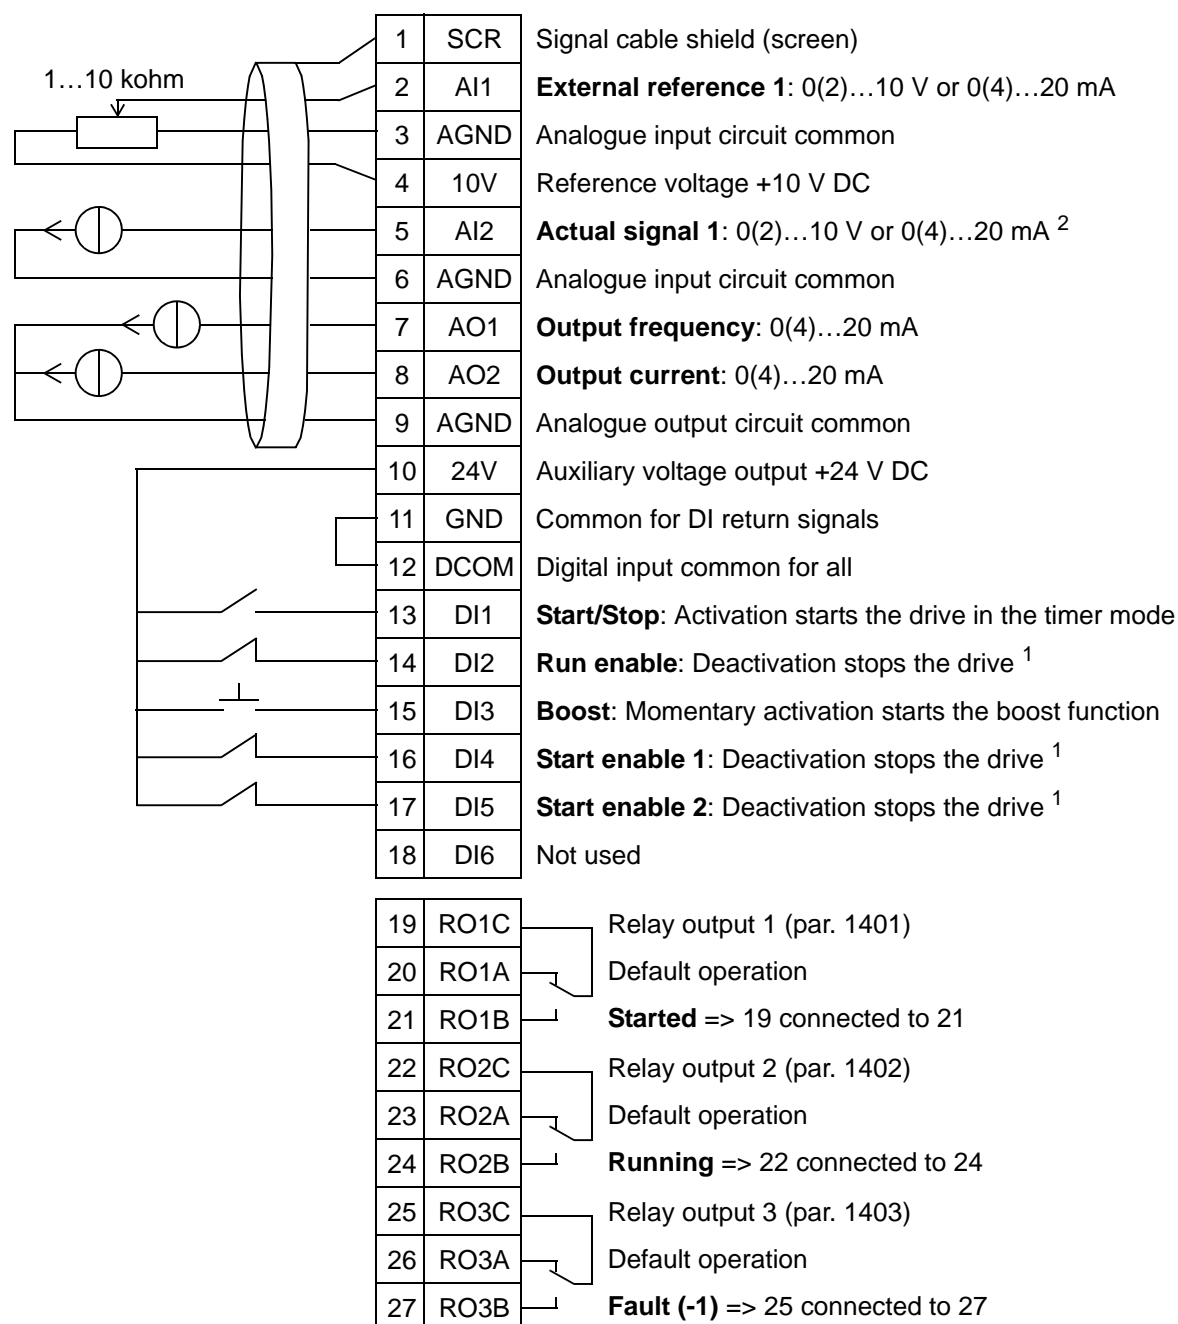 1 SCR Signal cable shield (screen)
1…10 kohm
2 AI1 External reference 1: 0(2)…10 V or 0(4)…20 mA
3 AGND Analogue input circuit common
4 10V Reference voltage +10 V DC
5 AI2 Actual signal 1: 0(2)…10 V or 0(4)…20 mA 2
6 AGND Analogue input circuit common
7 AO1 Output frequency: 0(4)…20 mA
8 AO2 Output current: 0(4)…20 mA
9 AGND Analogue output circuit common
10 24V Auxiliary voltage output +24 V DC
11 GND Common for DI return signals
12 DCOM Digital input common for all
13 DI1 Start/Stop: Activation starts the drive in the timer mode
14 DI2 Run enable: Deactivation stops the drive 1
15 DI3 Boost: Momentary activation starts the boost function
16 DI4 Start enable 1: Deactivation stops the drive 1
17 DI5 Start enable 2: Deactivation stops the drive 1
18 DI6 Not used
19 RO1C Relay output 1 (par. 1401)
20 RO1A Default operation
21 RO1B Started => 19 connected to 21
22 RO2C Relay output 2 (par. 1402)
23 RO2A Default operation
24 RO2B Running => 22 connected to 24
25 RO3C Relay output 3 (par. 1403)
26 RO3A Default operation
27 RO3B Fault (-1) => 25 connected to 27